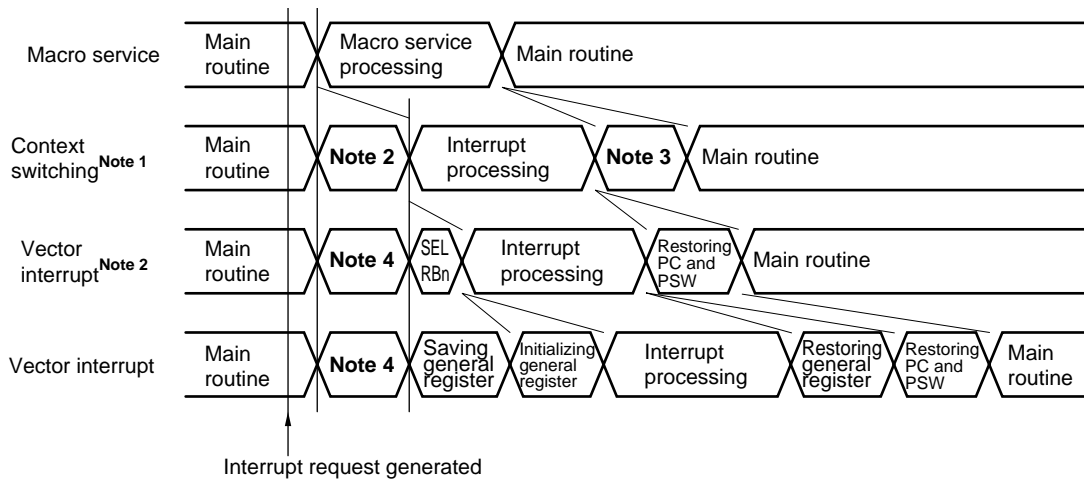 Macro service
Main
routine
Macro service
processing
Main routine
Context
switching Note 1
Main
routine
Note 2
Interrupt
processing
Note 3
Main routine
Vector
interrupt Note 2
Main
routine
Note 4
SEL
RBn
Interrupt
processing
Restoring
PC and
PSW
Main routine
Vector interrupt
Main
routine
Note 4
Saving
general
register
Initializing
general
register
Interrupt
processing
Restoring
general
register
Restoring
PC and
PSW
Main
routine
Interrupt request generated